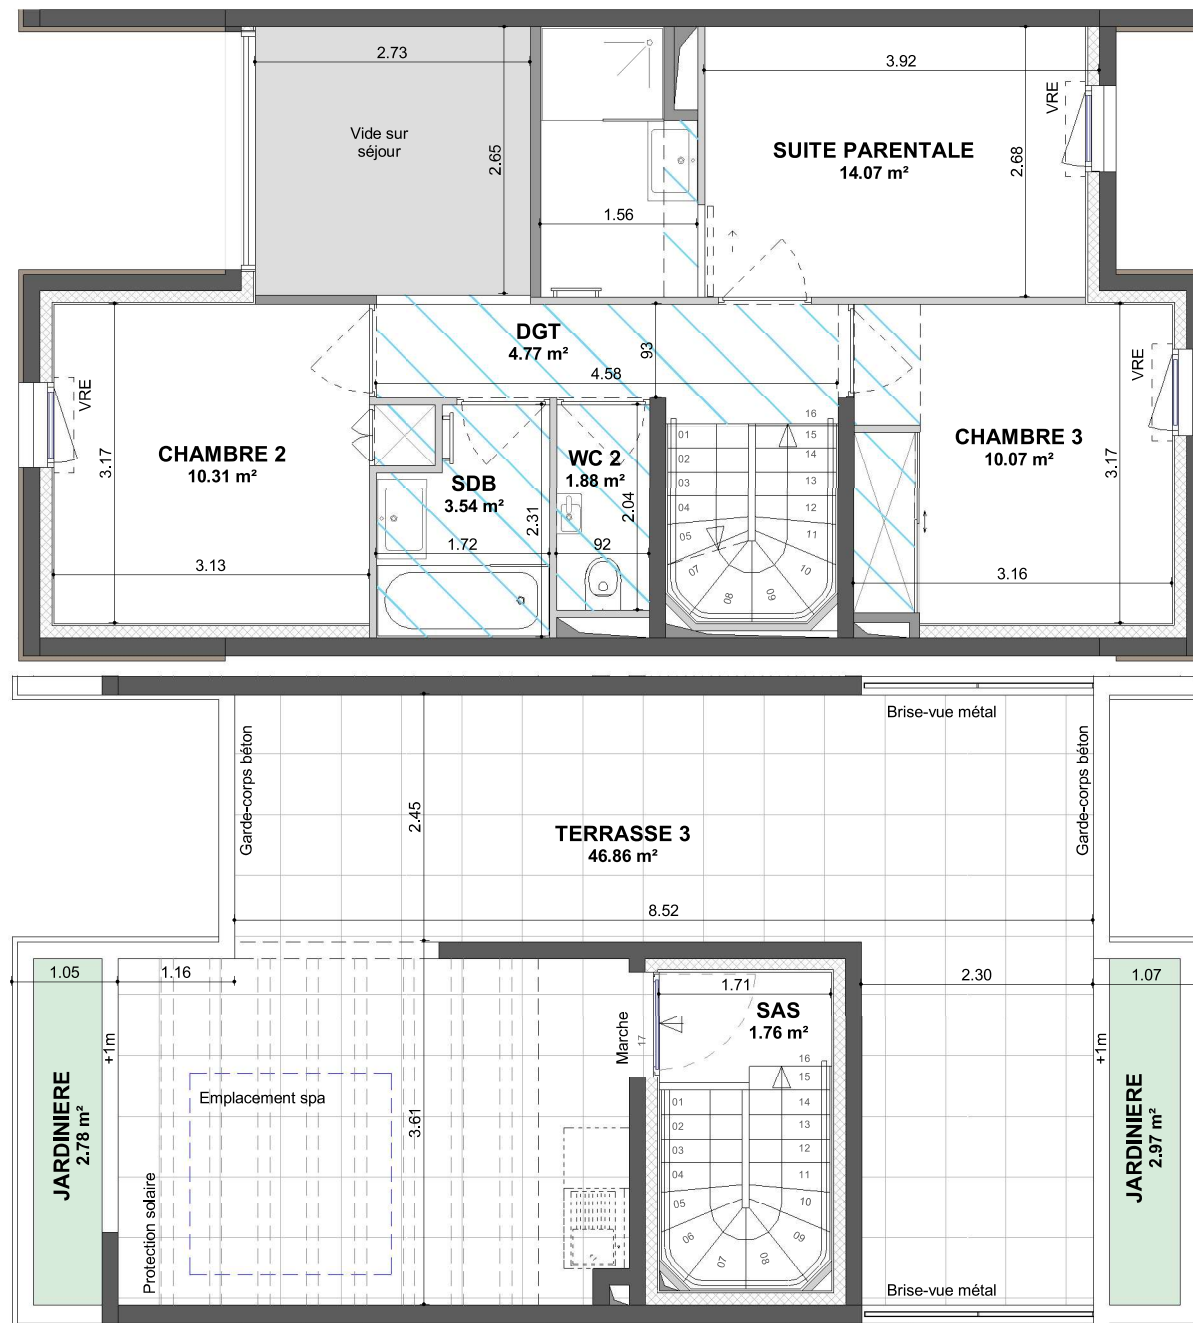 2.73
3.92
VRE
Vide sur
séjour
2.65
SUITE PARENTALE
14.07 m²
2.68
1.56
DGT
4.77 m²
93
4.58
VRE
VRE
CHAMBRE 2
10.31 m²
3.17
3.13
SDB
3.54 m²
2.31
1.72
WC 2
1.88 m²
2.04
92
16
01
15
02
14
03
13
04
12
05
11
07
10
08
09
CHAMBRE 3
10.07 m²
3.17
3.16
Brise-vue métal
Garde-corps béton
Garde-corps béton
2.45
TERRASSE 3
46.86 m²
8.52
1.05
1.16
1.71
2.30
1.07
SAS
1.76 m²
Marche
17
+1m
+1m
JARDINIERE
2.78 m²
Emplacement spa
3.61
Protection solaire
16
15
01
14
02
13
03
12
04
11
05
10
06
09
07
08
JARDINIERE
2.97 m²
Brise-vue métal